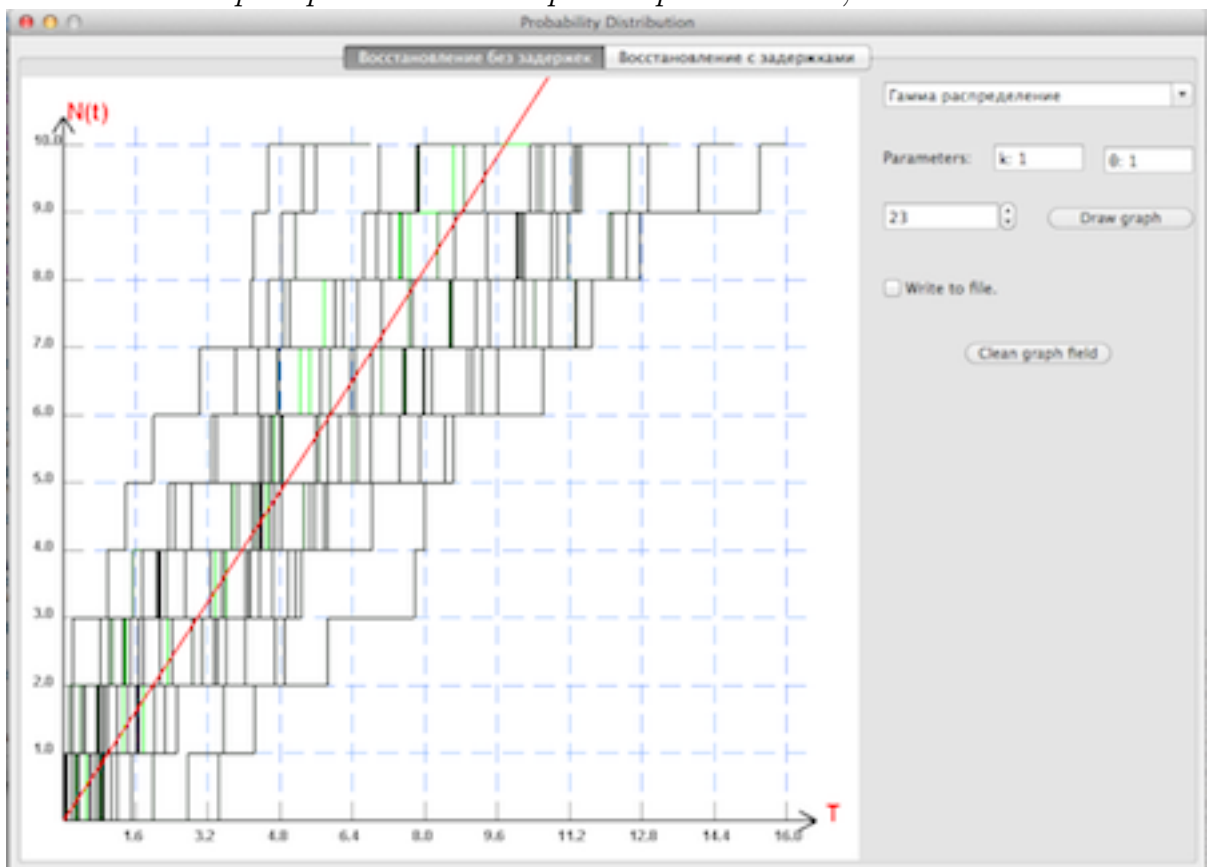 Probability Distribution
Восстановление без задержек
Восстановление с задержками
N(t)
10.0
9.0
8.0
7.0
6.0
5.0
4.0
3.0
2.0
1.0
1.6 3.2 4.8 6.4 8.0 9.6 11.2 12.8 14.4 16.0
T
Гамма распределение
Parameters: k: 1 θ: 1
23 Draw graph
Write to file.
Clean graph field